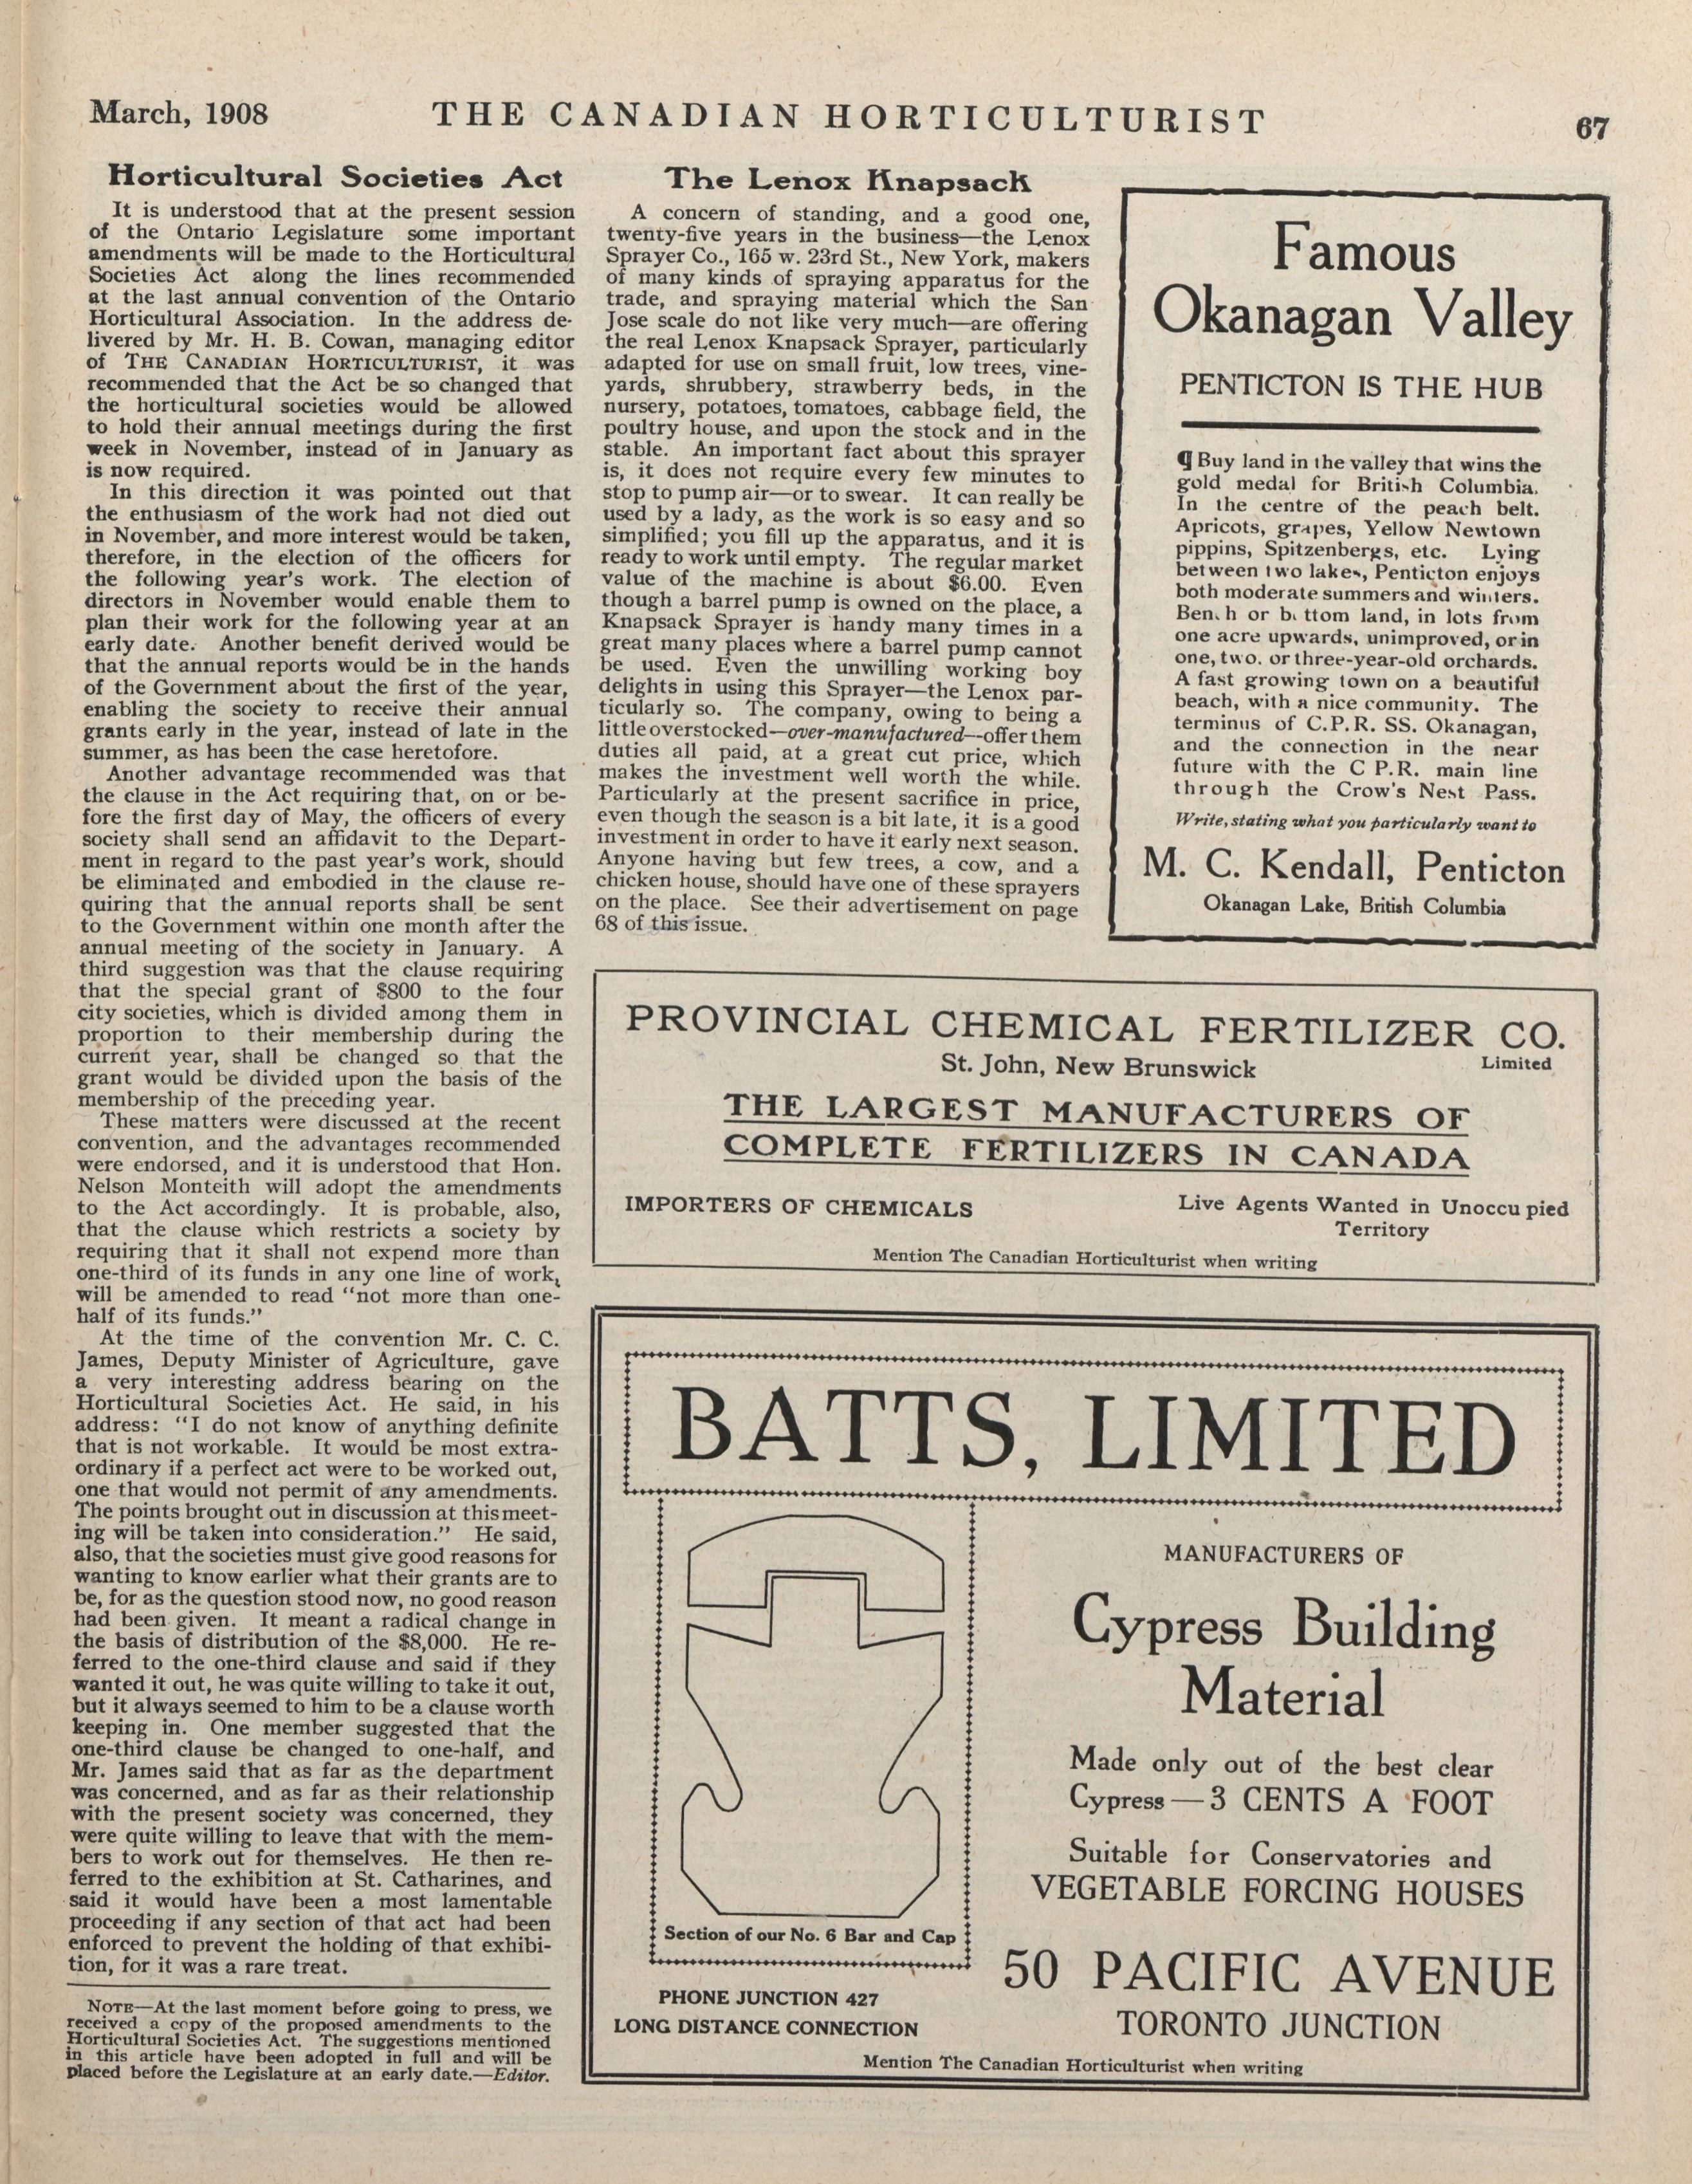 March, 1908
THE CANADIAN HORTICULTURIST
67
Horticultural Societies Act
It is understood that at the present session
of the Ontario Legislature some important
amendments will be made to the Horticultural
Societies Act along the lines recommended
at the last annual convention of the Ontario
Horticultural Association. In the address de-
livered by Mr. H. B. Cowan, managing editor
of THE CANADIAN HORTICULTURIST, it was
recommended that the Act be so changed that
the horticultural societies would be allowed
to hold their annual meetings during the first
week in November, instead of in January as
is now required.
In this direction it was pointed out that
the enthusiasm of the work had not died out
in November, and more interest would be taken,
therefore, in the election of the officers for
the following year's work. The election of
directors in November would enable them to
plan their work for the following year at an
early date. Another benefit derived would be
that the annual reports would be in the hands
of the Government about the first of the year,
enabling the society to receive their annual
grants early in the year, instead of late in the
summer, as has been the case heretofore.
Another advantage recommended was that
the clause in the Act requiring that, on or be-
fore the first day of May, the officers of every
society shall send an affidavit to the Depart-
ment in regard to the past year's work, should
be eliminated and embodied in the clause re-
quiring that the annual reports shall be sent
to the Government within one month after the
annual meeting of the society in January. A
third suggestion was that the clause requiring
that the special grant of $800 to the four
city societies, which is divided among them in
proportion to their membership during the
current year, shall be changed so that the
grant would be divided upon the basis of the
membership of the preceding year.
These matters were discussed at the recent
convention, and the advantages recommended
were endorsed, and it is understood that Hon.
Nelson Monteith will adopt the amendments
to the Act accordingly. It is probable, also,
that the clause which restricts a society by
requiring that it shall not expend more than
one-third of its funds in any one line of work,
will be amended to read "not more than one-
half of its funds."
At the time of the convention Mr. C. C.
James, Deputy Minister of Agriculture, gave
a very interesting address bearing on the
Horticultural Societies Act. He said, in his
address: "I do not know of anything definite
that is not workable. It would be most extra-
ordinary if a perfect act were to be worked out,
one that would not permit of any amendments.
The points brought out in discussion at this meet-
ing will be taken into consideration." He said,
also, that the societies must give good reasons for
wanting to know earlier what their grants are to
be, for as the question stood now, no good reason
had been given. It meant a radical change in
the basis of distribution of the $8,000. He re-
ferred to the one-third clause and said if they
wanted it out, he was quite willing to take it out,
but it always seemed to him to be a clause worth
keeping in. One member suggested that the
one-third clause be changed to one-half, and
Mr. James said that as far as the department
was concerned, and as far as their relationship
with the present society was concerned, they
were quite willing to leave that with the mem-
bers to work out for themselves. He then re-
ferred to the exhibition at St. Catharines, and
said it would have been a most lamentable
proceeding if any section of that act had been
enforced to prevent the holding of that exhibi-
tion, for it was a rare treat.
NOTE—At the last moment before going to press, we
received a copy of the proposed amendments to the
Horticultural Societies Act. The suggestions mentioned
in this article have been adopted in full and will be
placed before the Legislature at an early date.—Editor.
The Lenox Knapsack
A concern of standing, and a good one,
twenty-five years in the business—the Lenox
Sprayer Co., 165 w. 23rd St., New York, makers
of many kinds of spraying apparatus for the
trade, and spraying material which the San
Jose scale do not like very much—are offering
the real Lenox Knapsack Sprayer, particularly
adapted for use on small fruit, low trees, vine-
yards, shrubbery, strawberry beds, in the
nursery, potatoes, tomatoes, cabbage field, the
poultry house, and upon the stock and in the
stable. An important fact about this sprayer
is, it does not require every few minutes to
stop to pump air—or to swear. It can really be
used by a lady, as the work is so easy and so
simplified; you fill up the apparatus, and it is
ready to work until empty. The regular market
value of the machine is about $6.00. Even
though a barrel pump is owned on the place, a
Knapsack Sprayer is handy many times in a
great many places where a barrel pump cannot
be used. Even the unwilling working boy
delights in using this Sprayer—the Lenox par-
ticularly so. The company, owing to being a
little overstocked—over-manufactured—offer them
duties all paid, at a great cut price, which
makes the investment well worth the while.
Particularly at the present sacrifice in price,
even though the season is a bit late, it is a good
investment in order to have it early next season.
Anyone having but few trees, a cow, and a
chicken house, should have one of these sprayers
on the place. See their advertisement on page
68 of this issue.
Famous
Okanagan Valley
PENTICTON IS THE HUB
¶ Buy land in the valley that wins the
gold medal for British Columbia.
In the centre of the peach belt.
Apricots, grapes, Yellow Newtown
pippins, Spitzenbergs, etc. Lying
between two lakes, Penticton enjoys
both moderate summers and winters.
Bench or bottom land, in lots from
one acre upwards, unimproved, or in
one, two. or three-year-old orchards.
A fast growing town on a beautiful
beach, with a nice community. The
terminus of C.P.R. SS. Okanagan,
and the connection in the near
future with the C P.R. main line
through the Crow's Nest Pass.
Write, stating what you particularly want to
M. C. Kendall, Penticton
Okanagan Lake, British Columbia
PROVINCIAL CHEMICAL FERTILIZER CO.
Limited
St. John, New Brunswick
THE LARGEST MANUFACTURERS OF
COMPLETE FERTILIZERS IN CANADA
IMPORTERS OF CHEMICALS
Live Agents Wanted in Unoccupied
Territory
Mention The Canadian Horticulturist when writing
BATTS, LIMITED
MANUFACTURERS OF
Cypress Building
Material
Made only out of the best clear
Cypress—3 CENTS A FOOT
Suitable for Conservatories and
VEGETABLE FORCING HOUSES
Section of our No. 6 Bar and Cap
50 PACIFIC AVENUE
TORONTO JUNCTION
PHONE JUNCTION 427
LONG DISTANCE CONNECTION
Mention The Canadian Horticulturist when writing